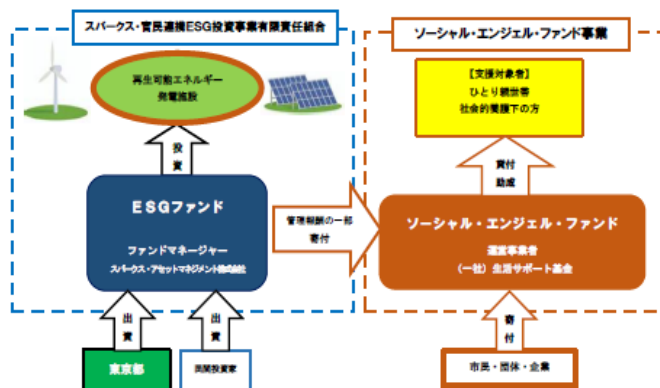 スパークス・官民連携ESG投資事業有限責任組合
再生可能エネルギー
発電施設
投
資
ESGファンド
ファンドマネージャー
スパークス・アセットマネジメント株式会社
出
資
出
資
東京都
民間投資家
管理報酬の一部
寄付
ソーシャル・エンジェル・ファンド事業
【支援対象者】
ひとり親世帯
社会的養護下の方
貸付
助成
ソーシャル・エンジェル・ファンド
運営事業者
(一社)生活サポート基金
寄
付
市民・団体・企業